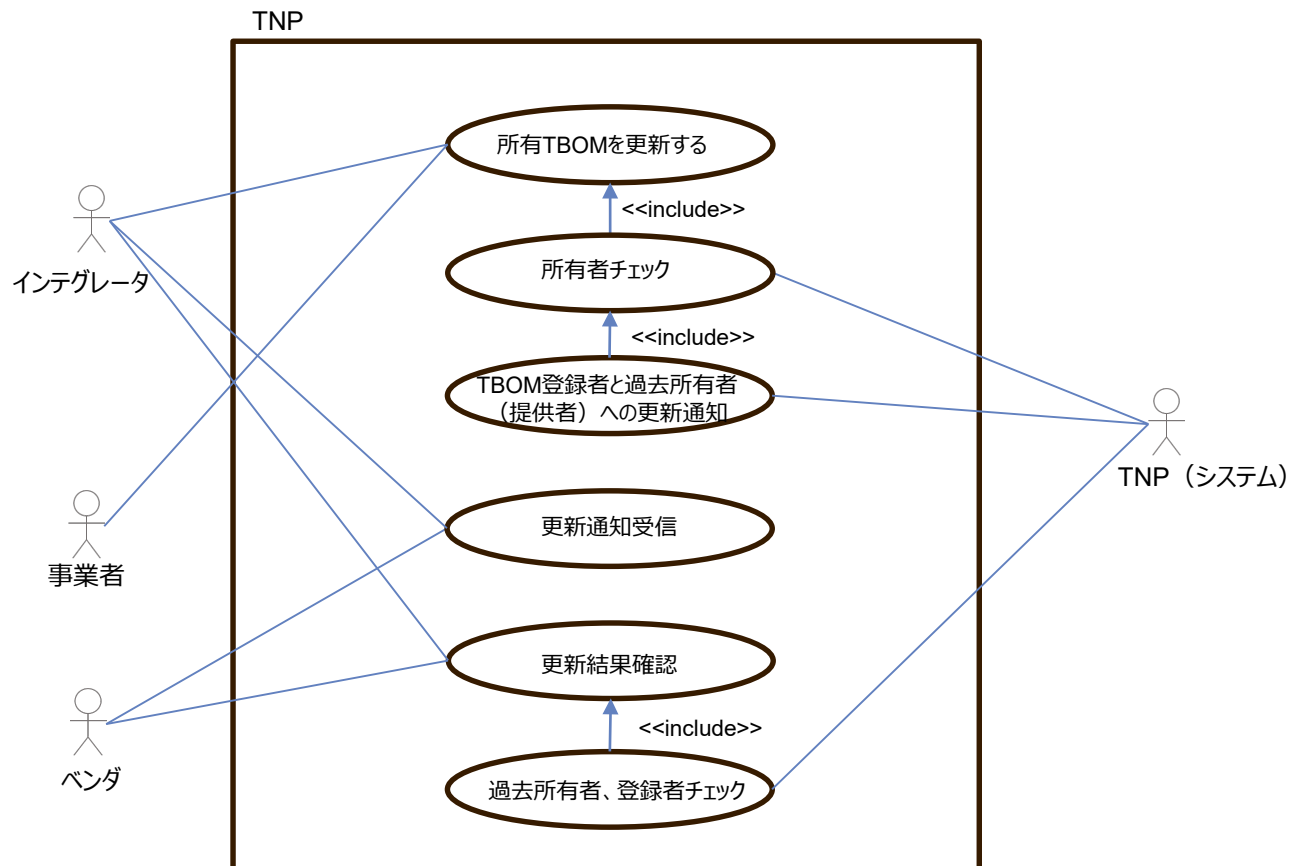 TNP
所有TBOMを更新する
<<include>>
インテグレータ
所有者チェック
<<include>>
TBOM登録者と過去所有者
（提供者）への更新通知
TNP（システム）
更新通知受信
事業者
更新結果確認
<<include>>
ベンダ
過去所有者、登録者チェック